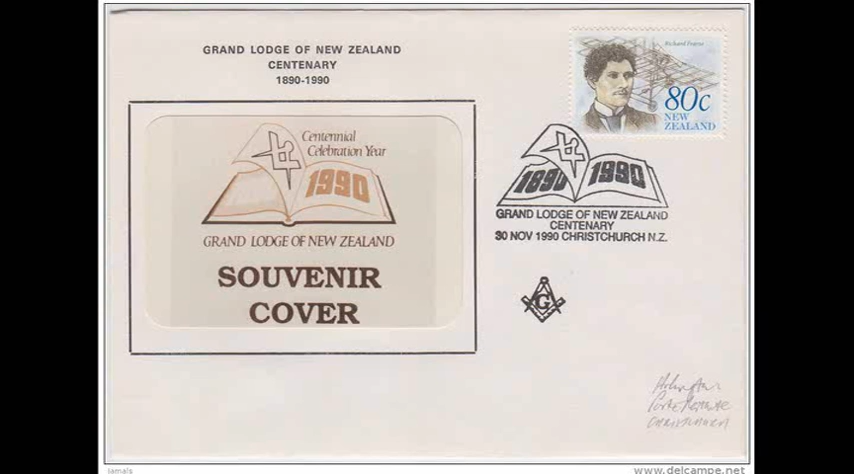 GRAND LODGE OF NEW ZEALAND
CENTENARY
1890-1990
Richard Pearse
80c
NEW
ZEALAND
Centennial
Celebration Year
1990
GRAND LODGE OF NEW ZEALAND
SOUVENIR
COVER
1890 1990
GRAND LODGE OF NEW ZEALAND
CENTENARY
30 NOV 1990 CHRISTCHURCH N.Z.
G
CHRISTCHURCH
lamais
www.delcampe.net